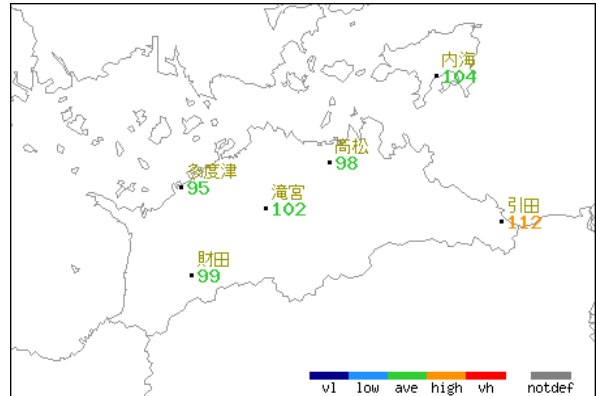 内海
104
高松
98
多度津
95
滝宮
102
引田
112
財田
99
vl low ave high vh notdef